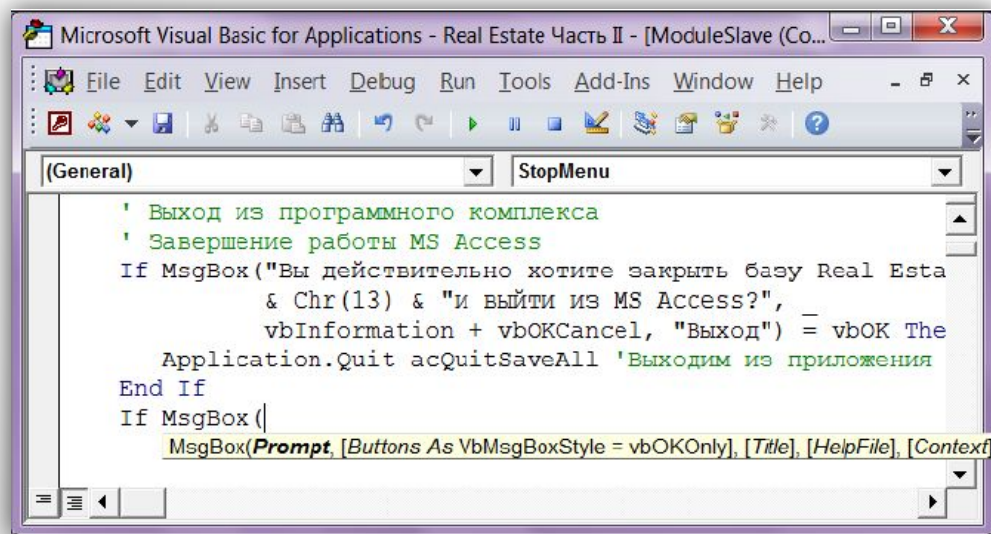 Microsoft Visual Basic for Applications - Real Estate Часть II - [ModuleSlave (Co...
File Edit View Insert Debug Run Tools Add-Ins Window Help
(General) StopMenu
' Выход из программного комплекса
' Завершение работы MS Access
If MsgBox("Вы действительно хотите закрыть базу Real Esta
& Chr(13) & "и выйти из MS Access?", _
vbInformation + vbOKCancel, "Выход") = vbOK The
Application.Quit acQuitSaveAll 'Выходим из приложения
End If
If MsgBox(
MsgBox(Prompt, [Buttons As VbMsgBoxStyle = vbOKOnly], [Title], [HelpFile], [Context]